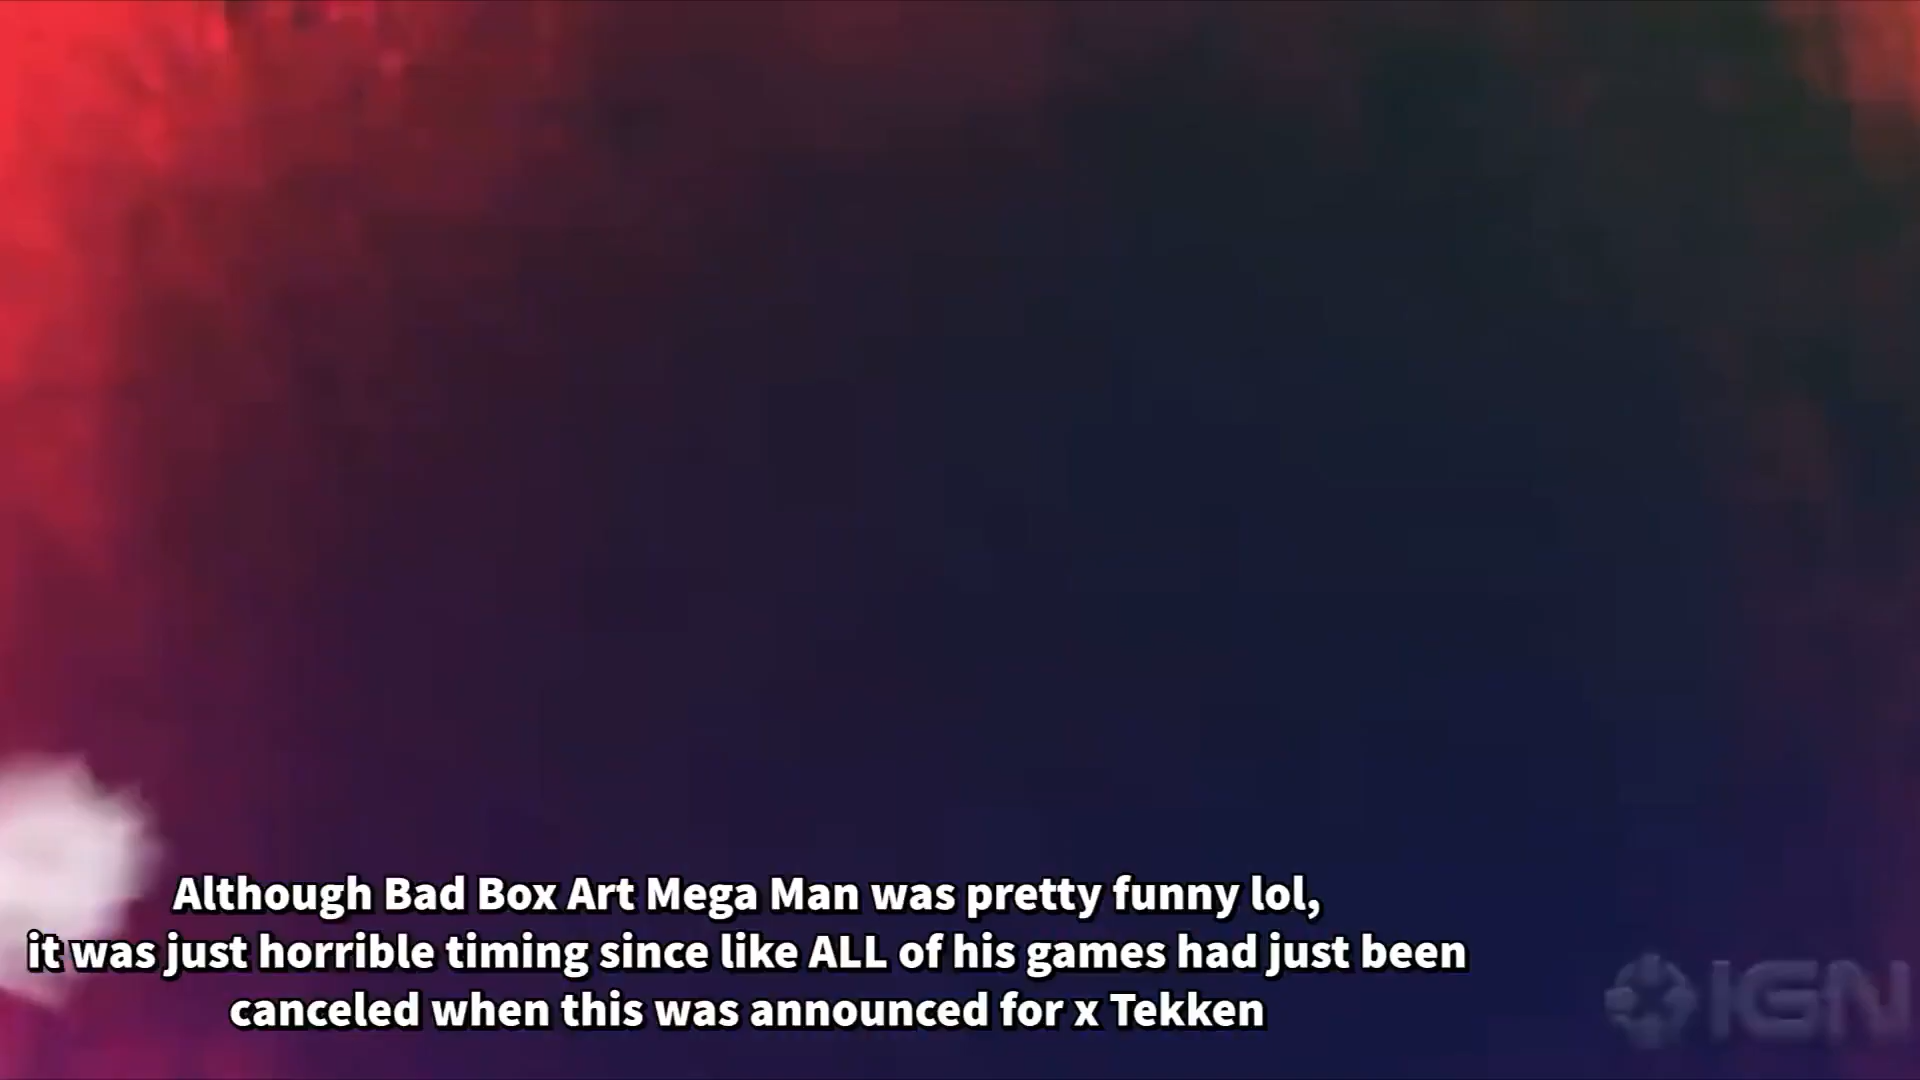 Although Bad Box Art Mega Man was pretty funny lol,
it was just horrible timing since like ALL of his games had just been
canceled when this was announced for x Tekken
IGN